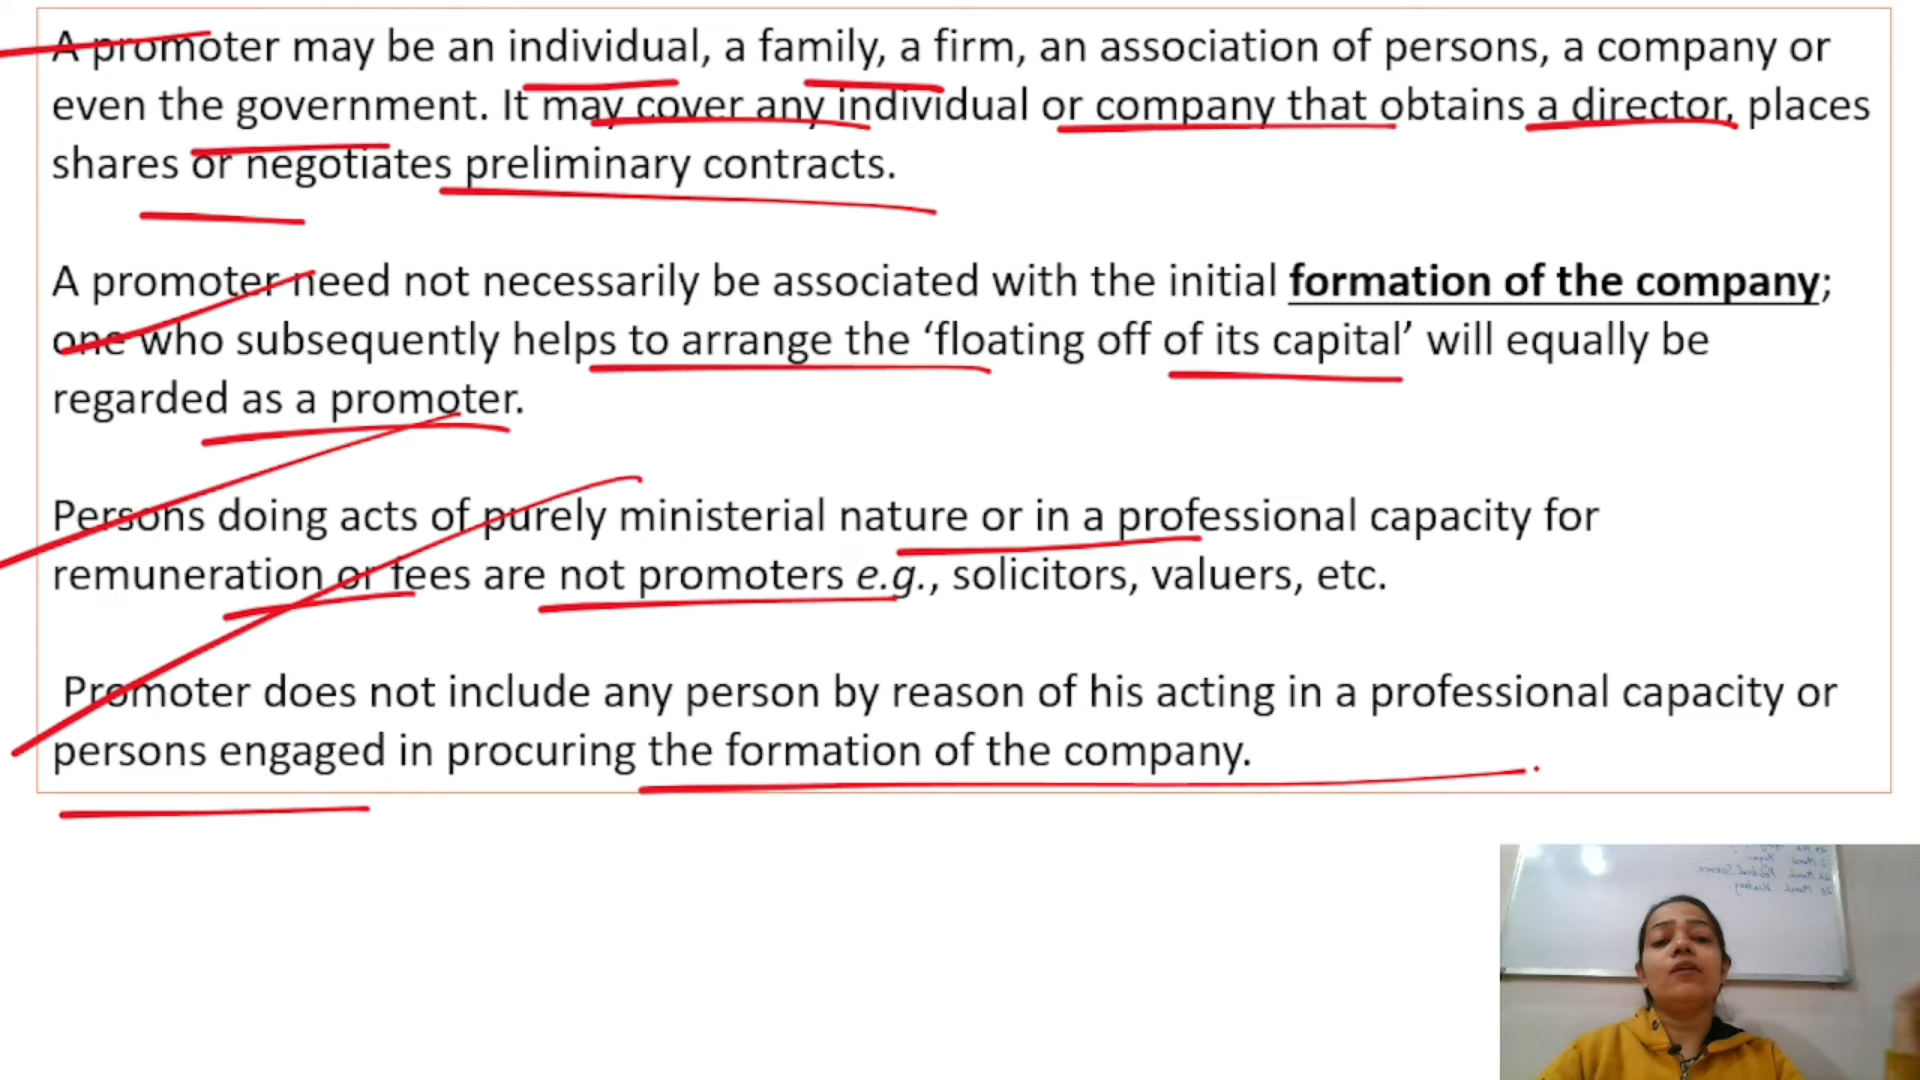 A promoter may be an individual, a family, a firm, an association of persons, a company or
even the government. It may cover any individual or company that obtains a director, places
shares or negotiates preliminary contracts.
A promoter need not necessarily be associated with the initial formation of the company;
one who subsequently helps to arrange the ‘floating off of its capital’ will equally be
regarded as a promoter.
Persons doing acts of purely ministerial nature or in a professional capacity for
remuneration or fees are not promoters e.g., solicitors, valuers, etc.
Promoter does not include any person by reason of his acting in a professional capacity or
persons engaged in procuring the formation of the company.